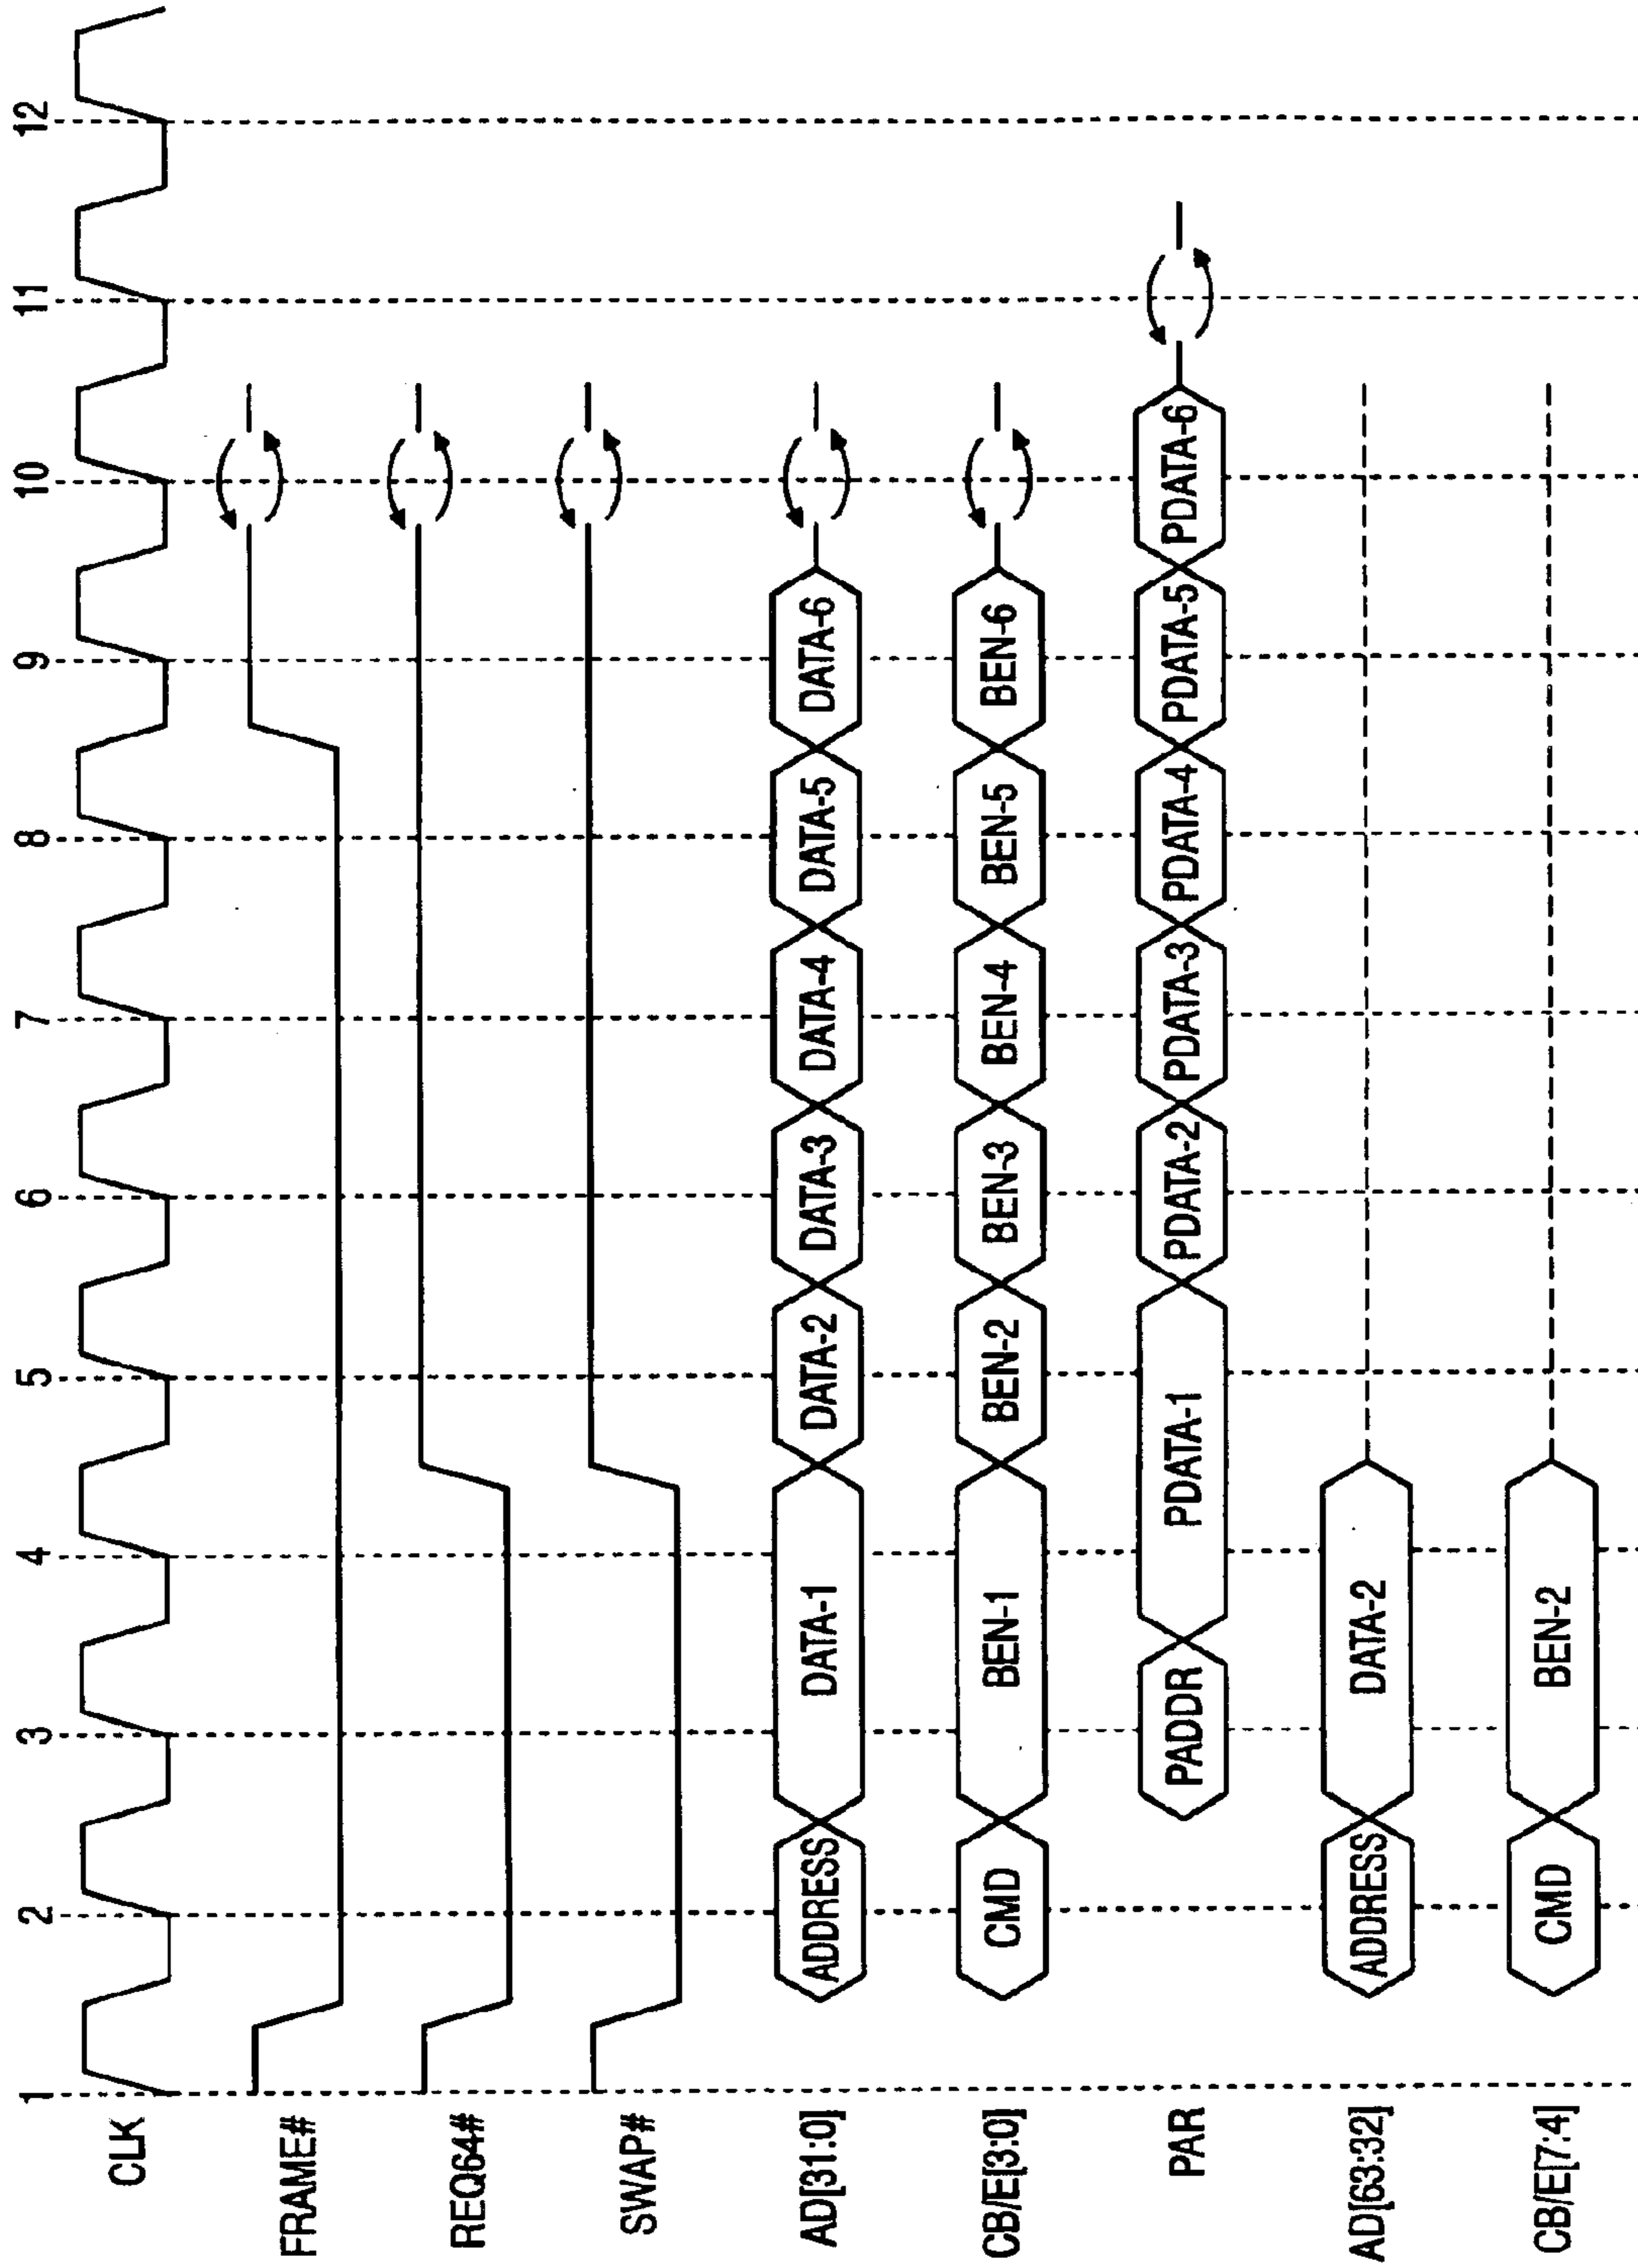 1 2 3 4 5 6 7 8 9 10 11 12
CLK
FRAME#
REQ64#
SWAP#
AD[31:0] ADDRESS DATA-1 DATA-2 DATA-3 DATA-4 DATA-5 DATA-6
CB/E[3:0] CMD BEN-1 BEN-2 BEN-3 BEN-4 BEN-5 BEN-6
PAR PADDR PDATA-1 PDATA-2 PDATA-3 PDATA-4 PDATA-5 PDATA-6
AD[63:32] ADDRESS DATA-2
CB/E[7:4] CMD BEN-2